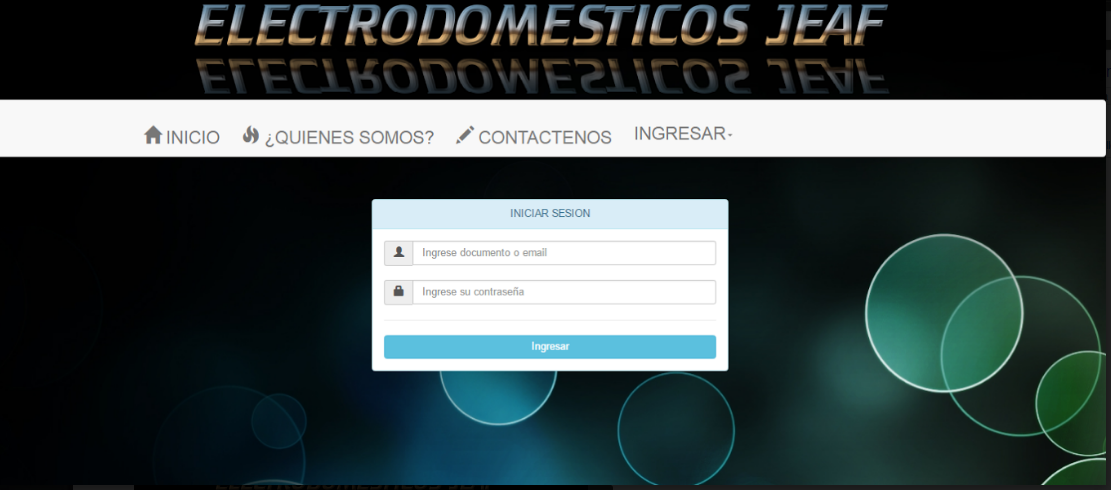 ELECTRODOMESTICOS JEAF
INICIO ¿QUIENES SOMOS? CONTACTENOS INGRESAR
INICIAR SESION
Ingrese documento o email
Ingrese su contraseña
Ingresar